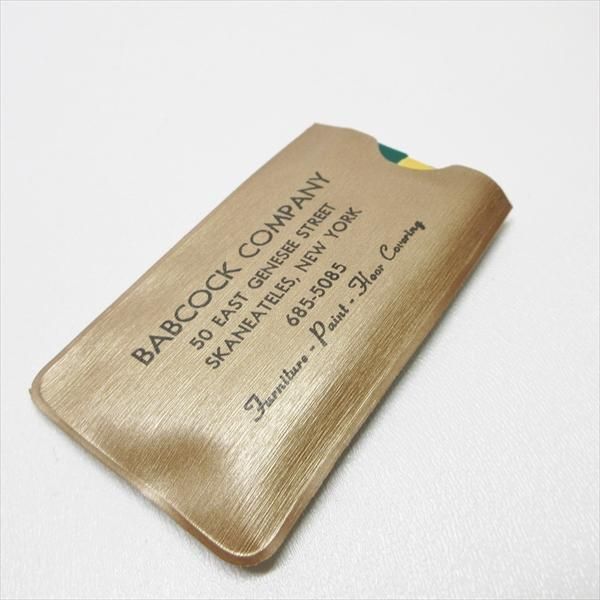 BABCOCK COMPANY
50 EAST GENESEE STREET
SKANEATELES, NEW YORK
685-5085
Furniture - Paint - Floor Covering